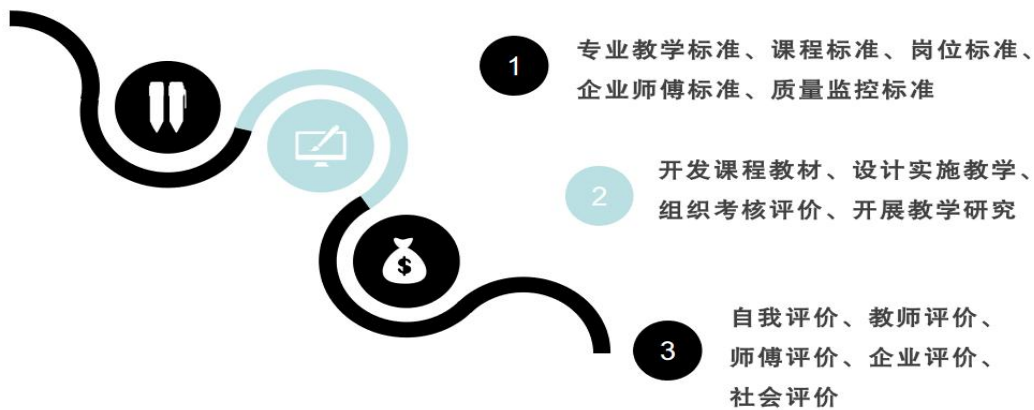 1
专业教学标准、课程标准、岗位标准、
企业师傅标准、质量监控标准
2
开发课程教材、设计实施教学、
组织考核评价、开展教学研究
$
3
自我评价、教师评价、
师傅评价、企业评价、
社会评价